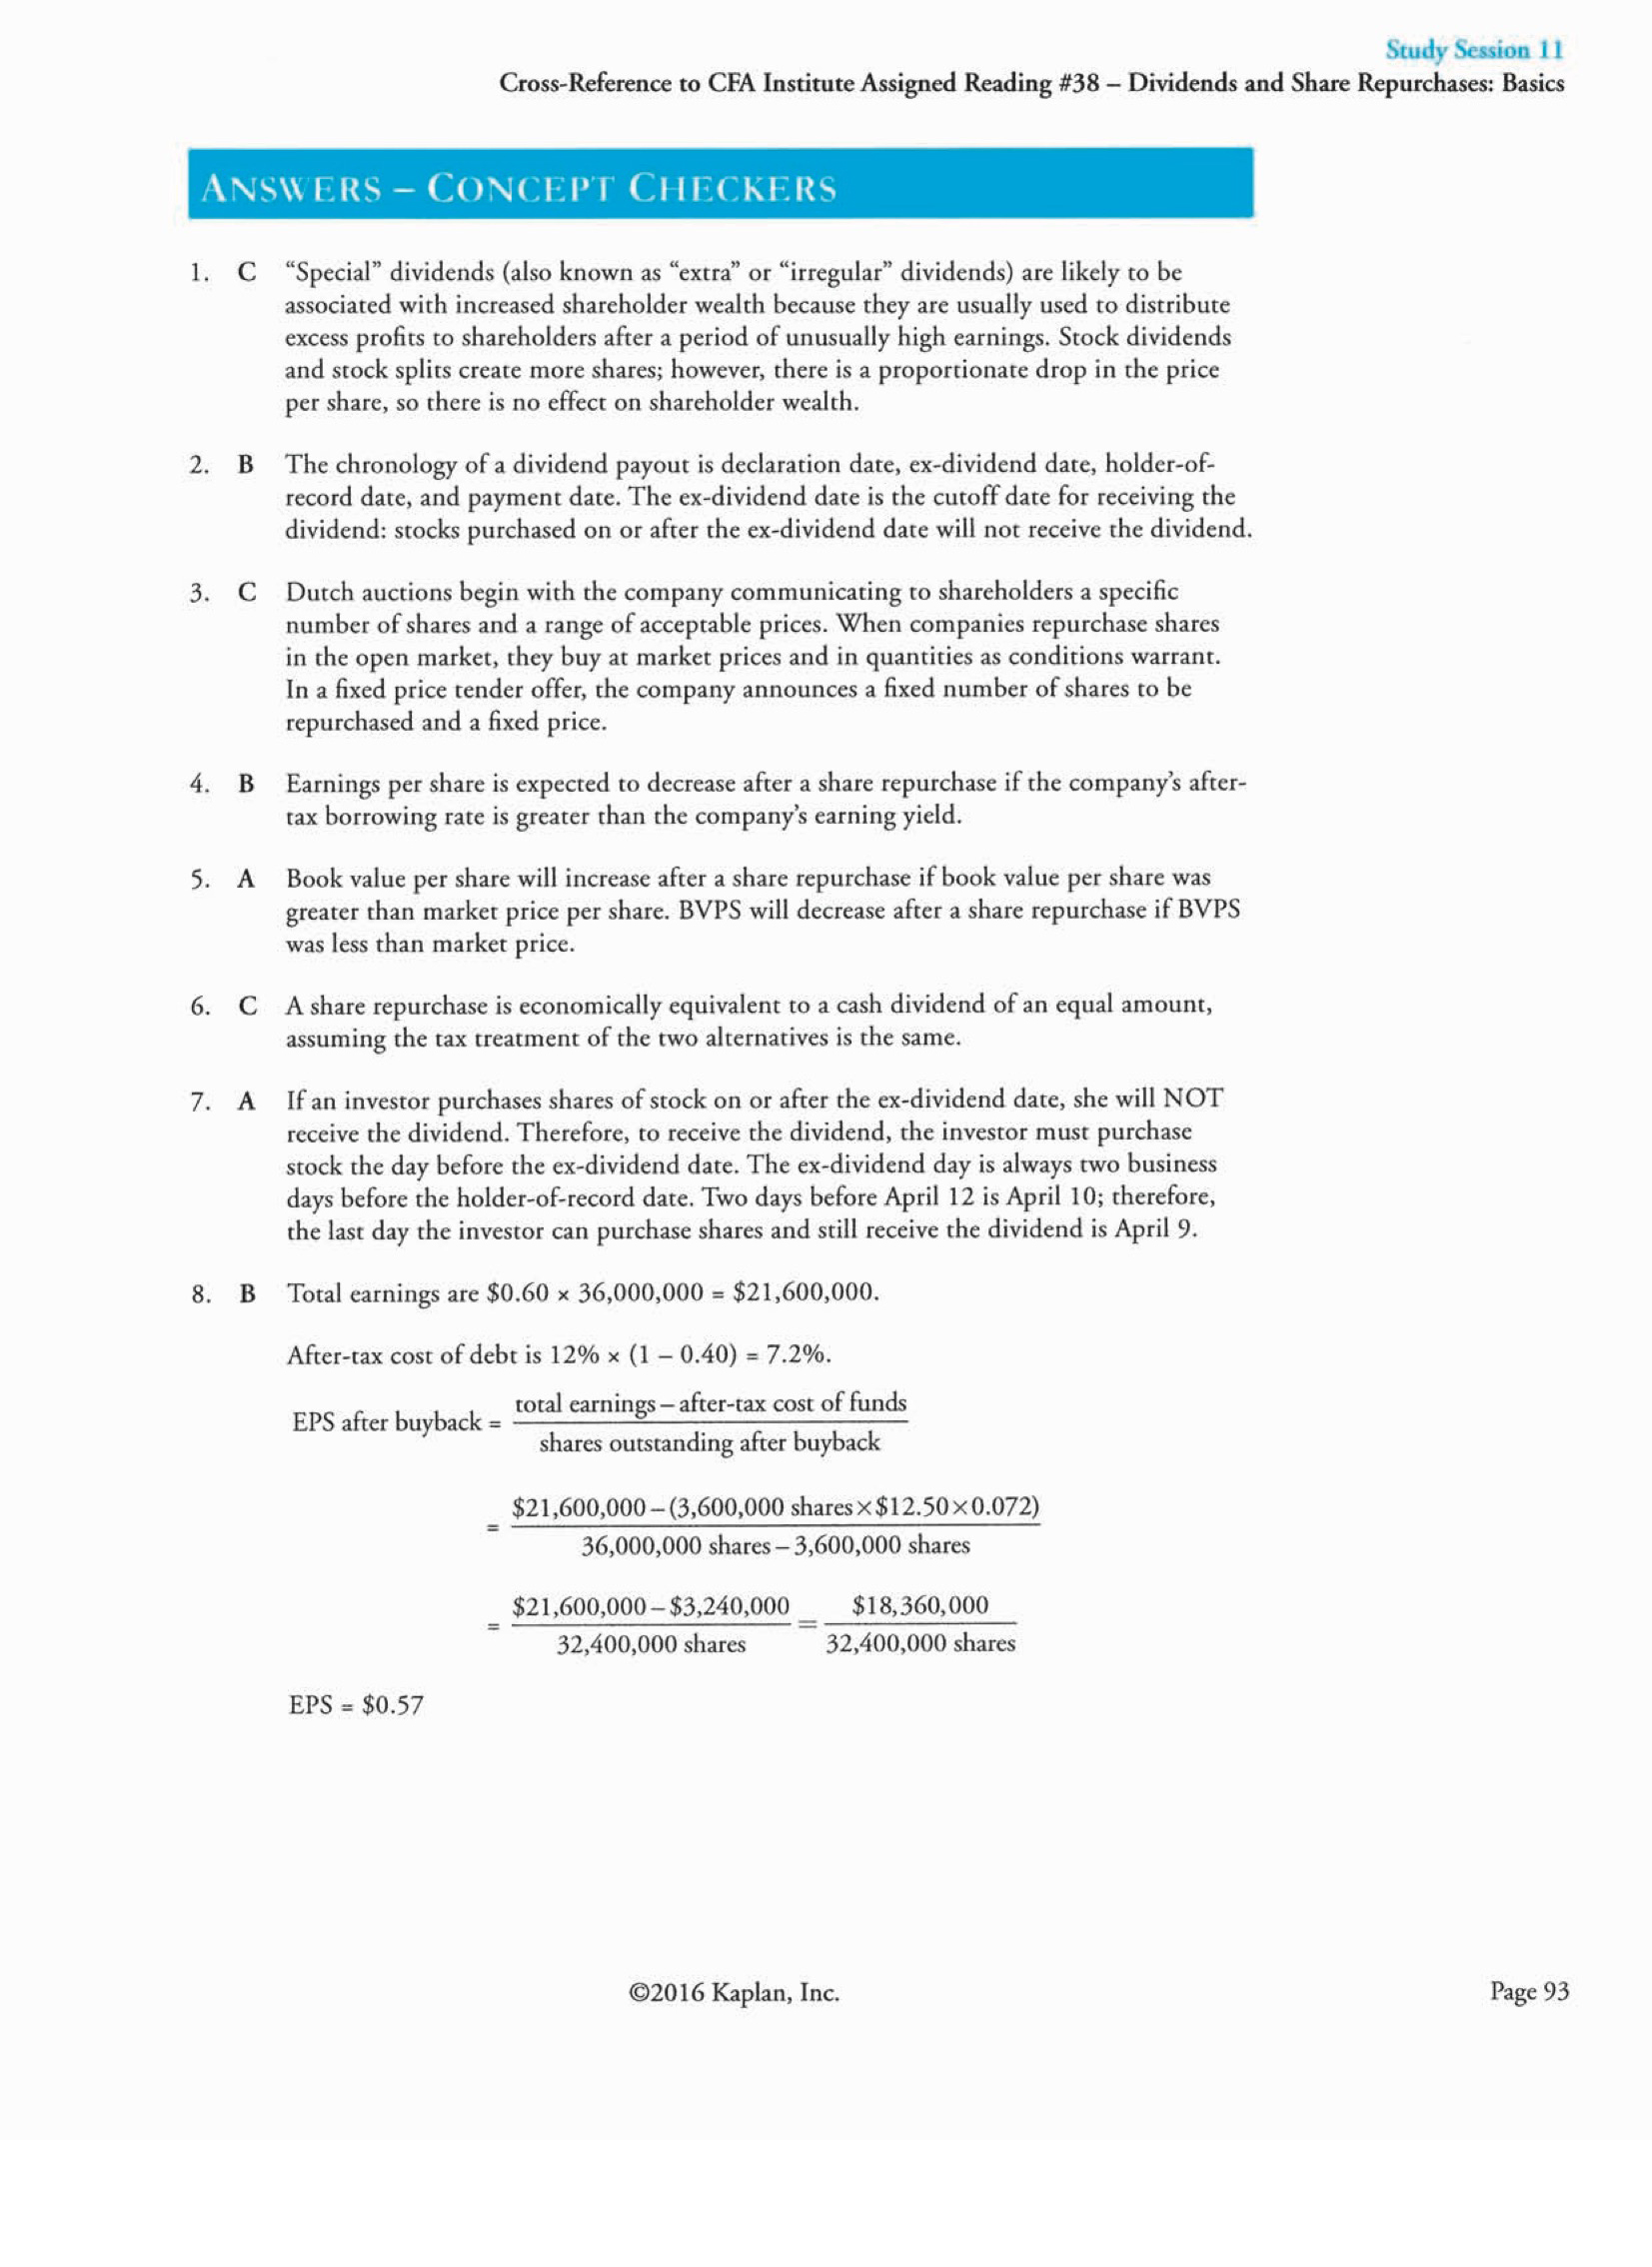 Study Session 11
Cross-Reference to CFA Institute Assigned Reading #38 – Dividends and Share Repurchases: Basics
ANSWERS – CONCEPT CHECKERS
1. C “Special” dividends (also known as “extra” or “irregular” dividends) are likely to be
associated with increased shareholder wealth because they are usually used to distribute
excess profits to shareholders after a period of unusually high earnings. Stock dividends
and stock splits create more shares; however, there is a proportionate drop in the price
per share, so there is no effect on shareholder wealth.
2. B The chronology of a dividend payout is declaration date, ex-dividend date, holder-of-
record date, and payment date. The ex-dividend date is the cutoff date for receiving the
dividend: stocks purchased on or after the ex-dividend date will not receive the dividend.
3. C Dutch auctions begin with the company communicating to shareholders a specific
number of shares and a range of acceptable prices. When companies repurchase shares
in the open market, they buy at market prices and in quantities as conditions warrant.
In a fixed price tender offer, the company announces a fixed number of shares to be
repurchased and a fixed price.
4. B Earnings per share is expected to decrease after a share repurchase if the company’s after-
tax borrowing rate is greater than the company’s earning yield.
5. A Book value per share will increase after a share repurchase if book value per share was
greater than market price per share. BVPS will decrease after a share repurchase if BVPS
was less than market price.
6. C A share repurchase is economically equivalent to a cash dividend of an equal amount,
assuming the tax treatment of the two alternatives is the same.
7. A If an investor purchases shares of stock on or after the ex-dividend date, she will NOT
receive the dividend. Therefore, to receive the dividend, the investor must purchase
stock the day before the ex-dividend date. The ex-dividend day is always two business
days before the holder-of-record date. Two days before April 12 is April 10; therefore,
the last day the investor can purchase shares and still receive the dividend is April 9.
8. B Total earnings are $0.60 × 36,000,000 = $21,600,000.
After-tax cost of debt is 12% × (1 – 0.40) = 7.2%.
total earnings – after-tax cost of funds
EPS after buyback =
shares outstanding after buyback
$21,600,000 – (3,600,000 shares × $12.50 × 0.072)
=
36,000,000 shares – 3,600,000 shares
$21,600,000 – $3,240,000 $18,360,000
= =
32,400,000 shares 32,400,000 shares
EPS = $0.57
©2016 Kaplan, Inc.
Page 93